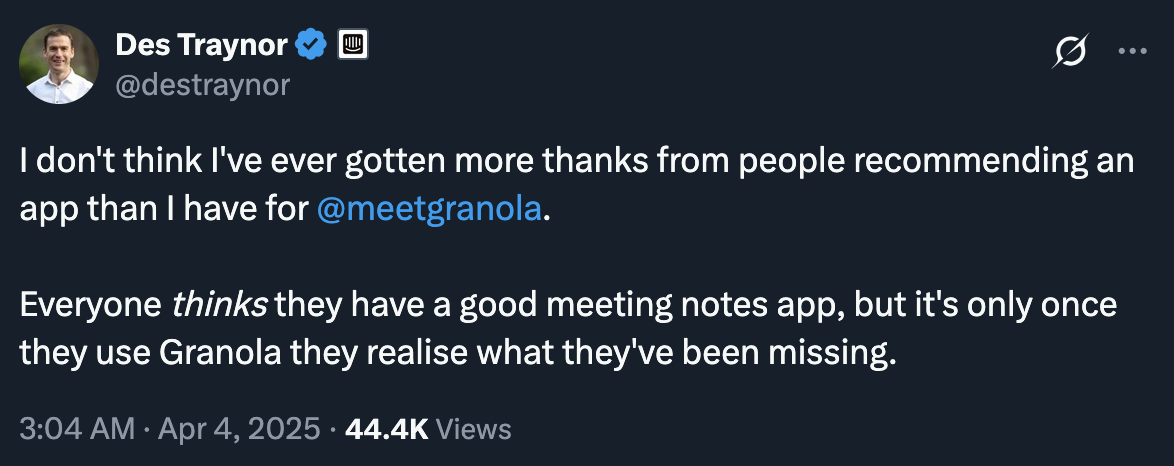 Des Traynor
@destraynor
I don't think I've ever gotten more thanks from people recommending an
app than I have for @meetgranola.
Everyone thinks they have a good meeting notes app, but it's only once
they use Granola they realise what they've been missing.
3:04 AM · Apr 4, 2025 · 44.4K Views